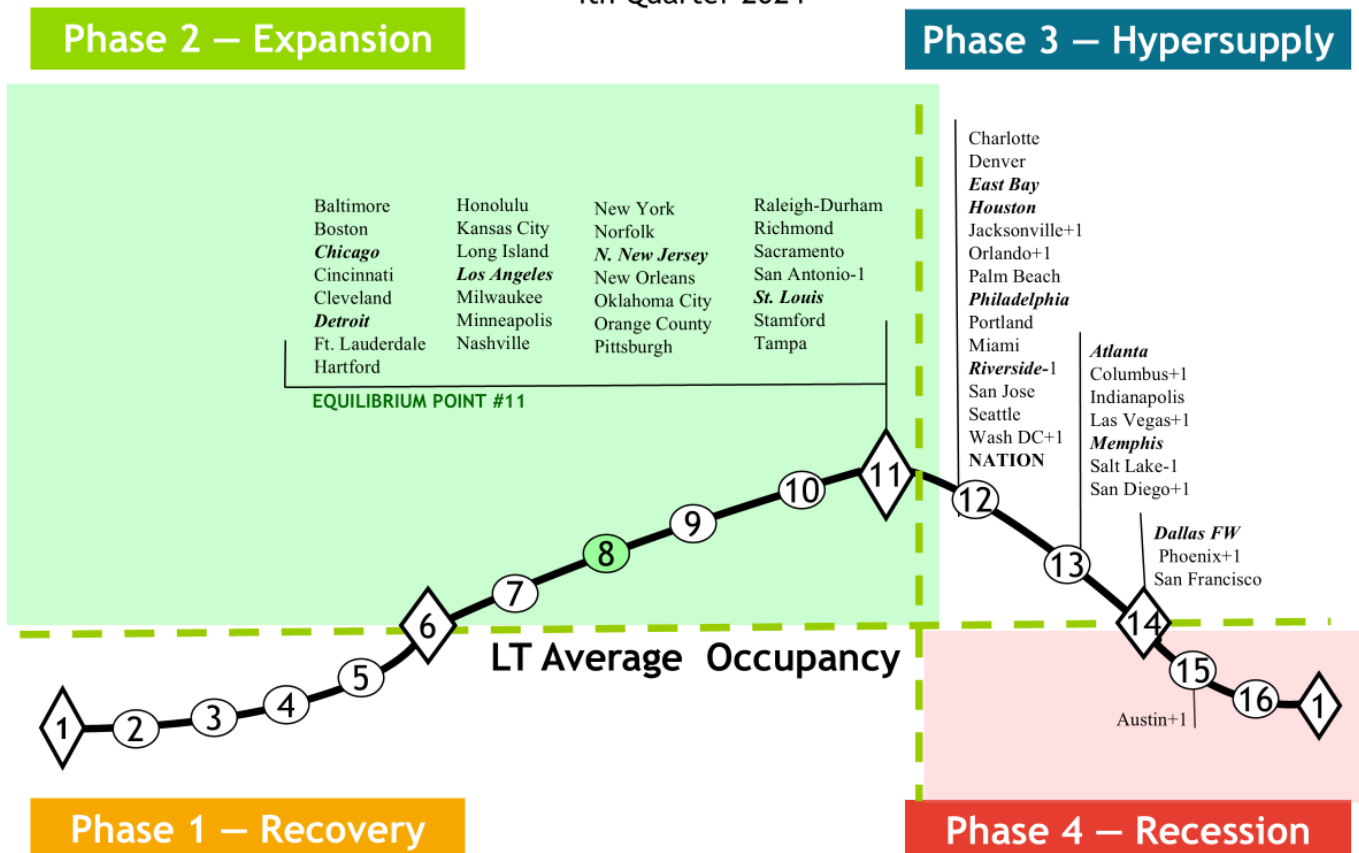 4th Quarter 2024
Phase 2 — Expansion
Phase 3 — Hypersupply
Baltimore
Boston
Chicago
Cincinnati
Cleveland
Detroit
Ft. Lauderdale
Hartford
Honolulu
Kansas City
Long Island
Los Angeles
Milwaukee
Minneapolis
Nashville
New York
Norfolk
N. New Jersey
New Orleans
Oklahoma City
Orange County
Pittsburgh
Raleigh-Durham
Richmond
Sacramento
San Antonio-1
St. Louis
Stamford
Tampa
EQUILIBRIUM POINT #11
Charlotte
Denver
East Bay
Houston
Jacksonville+1
Orlando+1
Palm Beach
Philadelphia
Portland
Miami
Riverside-1
San Jose
Seattle
Wash DC+1
NATION
Atlanta
Columbus+1
Indianapolis
Las Vegas+1
Memphis
Salt Lake-1
San Diego+1
Dallas FW
Phoenix+1
San Francisco
1
2
3
4
5
6
7
8
9
10
11
12
13
14
15
16
1
LT Average Occupancy
Austin+1
Phase 1 — Recovery
Phase 4 — Recession